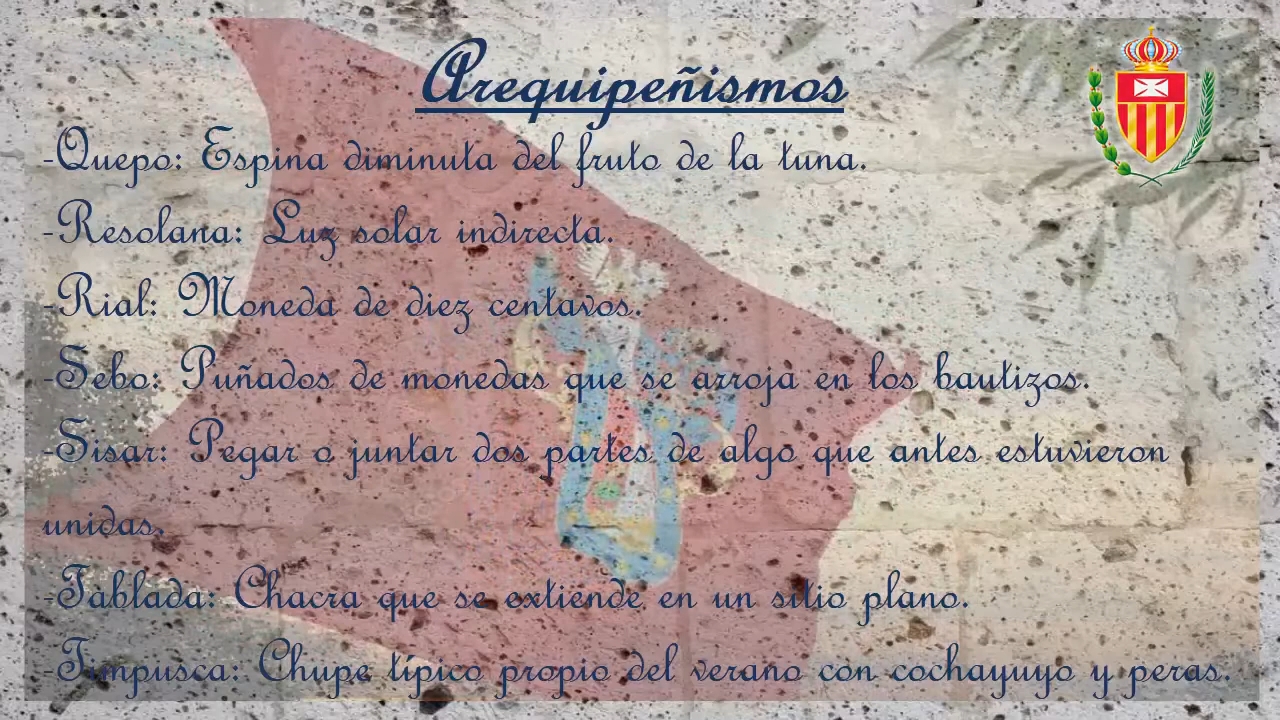 Arequipeñismos
-Quepo: Espina diminuta del fruto de la tuna.
-Resolana: Luz solar indirecta.
-Rial: Moneda de diez centavos.
-Sebo: Puñados de monedas que se arroja en los bautizos.
-Sisar: Pegar o juntar dos partes de algo que antes estuvieron
unidas.
-Tablada: Chacra que se extiende en un sitio plano.
-Timpusca: Chupe típico propio del verano con cochayuyo y peras.